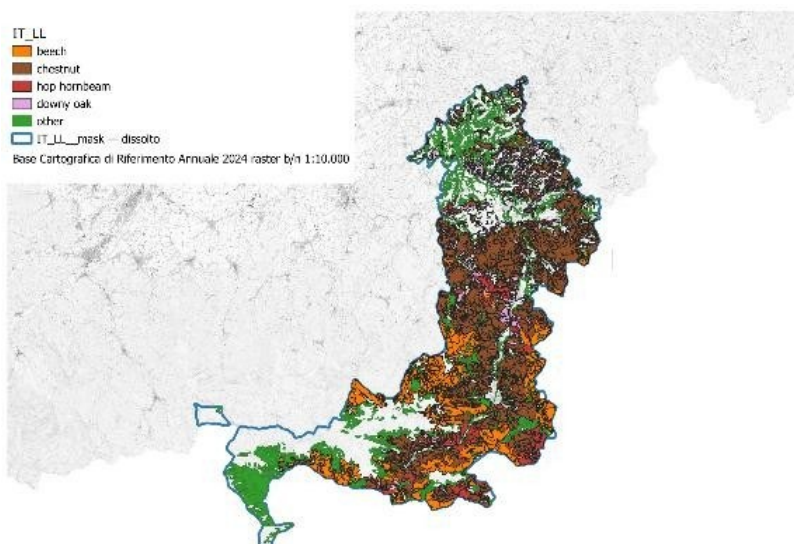 IT_LL
beech
chestnut
hop hornbeam
downy oak
other
IT_LL__mask — dissolto
Base Cartografica di Riferimento Annuale 2024 raster b/n 1:10.000